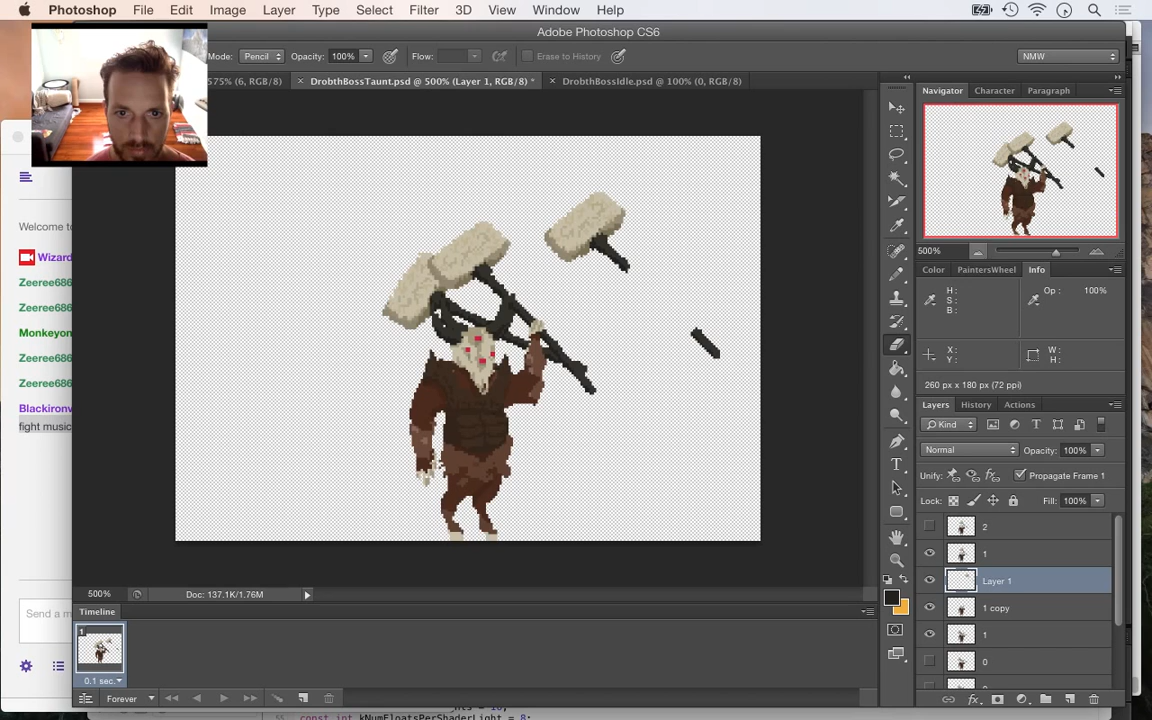 Photoshop File Edit Image Layer Type Select Filter 3D View Window Help
Adobe Photoshop CS6
Mode: Pencil Opacity: 100% Flow: Erase to History NMW
575% (6, RGB/8) × DrobthBossTaunt.psd @ 500% (Layer 1, RGB/8) * × DrobthBossIdle.psd @ 100% (0, RGB/8)
Navigator Character Paragraph
Welcome to
Wizard
Zeeree686
Zeeree686
Monkeyon
Zeeree686
Zeeree686
Blackironv
fight music
Send a m
500%
Color PaintersWheel Info
H:
S:
B:
Op: 100%
X:
Y:
W:
H:
260 px x 180 px (72 ppi)
Layers History Actions
Kind
Normal Opacity: 100%
Unify: Propagate Frame 1
Lock: Fill: 100%
2
1
Layer 1
1 copy
1
0
500% Doc: 137.1K/1.76M
Timeline
1
0.1 sec.
Forever
const int kNumFloatsPerShaderLight = 8;